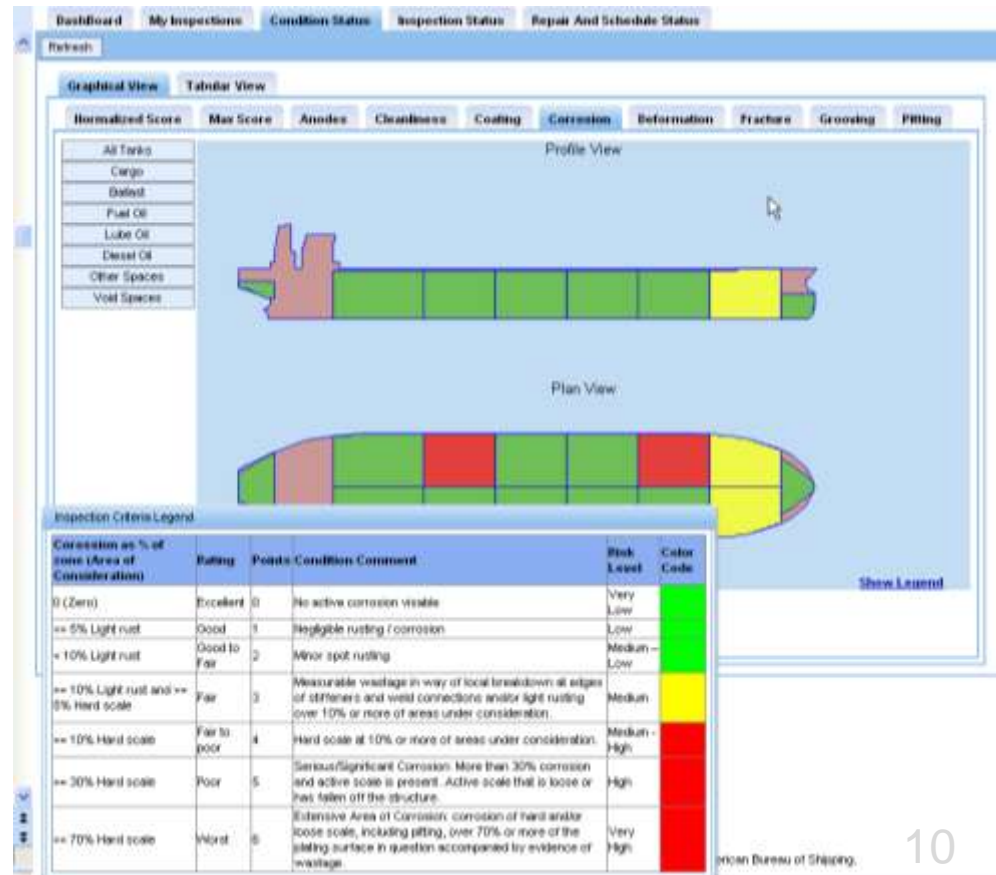 DashBoard My Inspections Condition Status Inspection Status Repair And Schedule Status
Refresh
Graphical View Tabular View
Normalized Score Max Score Anodes Cleanliness Coating Corrosion Deformation Fracture Grooving Pitting
All Tanks
Cargo
Ballast
Fuel Oil
Lube Oil
Diesel Oil
Other Spaces
Void Spaces
Profile View
Plan View
Show Legend
Inspection Criteria Legend
Corossion as % of
zone (Area of
Consideration)
Rating Points Condition Comment Risk
Level Color
Code
0 (Zero) Excellent 0 No active corrosion visable Very
Low
5% Light rust Good 1 Negligible rusting / corrosion Low
< 10% Light rust Good to
Fair 2 Minor spot rusting Medium –
Low
10% Light rust and
Hard scale Fair 3 Measurable wastage in way of local breakdown at edges
of stiffeners and weld connections and/or light rusting
over 10% or more of areas under consideration. Medium
10% Hard scale Fair to
poor 4 Hard scale at 10% or more of areas under consideration. Medium -
High
30% Hard scale Poor 5 Serious/Significant Corrosion: More than 30% corrosion
and active scale is present. Active scale that is loose or
has fallen off the structure. High
70% Hard scale Worst 6 Extensive Area of Corrosion: corrosion of hard and/or
loose scale, including pitting, over 70% or more of the
plating surface in question accompanied by evidence of
wastage. Very
High
erican Bureau of Shipping.
10